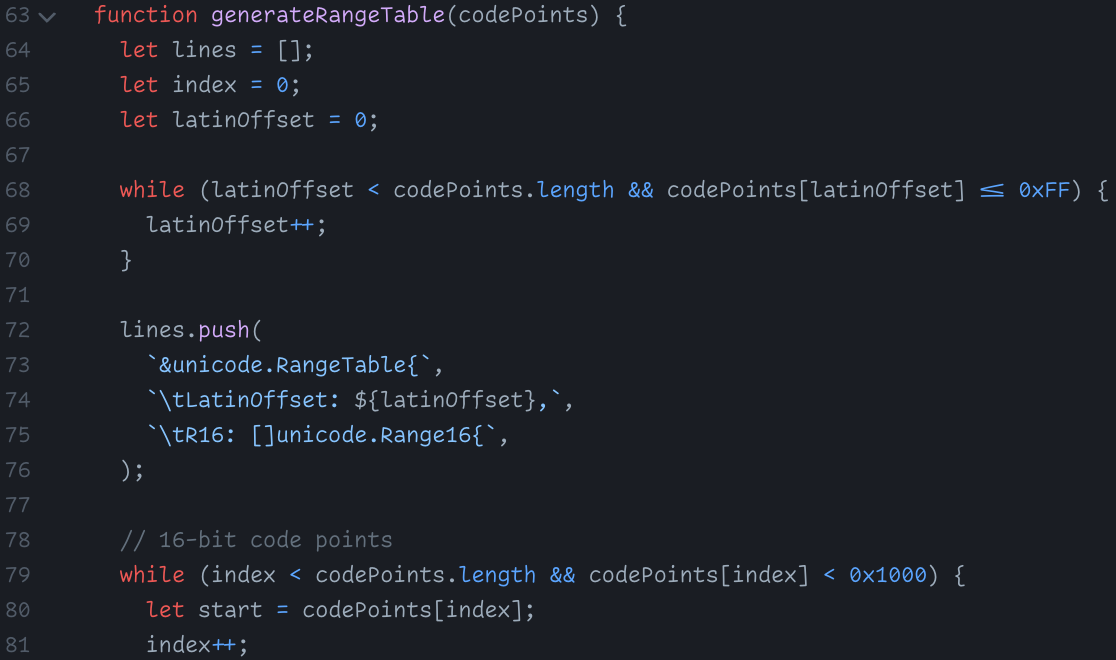 63 function generateRangeTable(codePoints) {
64 let lines = [];
65 let index = 0;
66 let latinOffset = 0;
67
68 while (latinOffset < codePoints.length && codePoints[latinOffset] <= 0xFF) {
69 latinOffset++;
70 }
71
72 lines.push(
73 `&unicode.RangeTable{`,
74 `\tLatinOffset: ${latinOffset},`,
75 `\tR16: []unicode.Range16{`,
76 );
77
78 // 16-bit code points
79 while (index < codePoints.length && codePoints[index] < 0x1000) {
80 let start = codePoints[index];
81 index++;